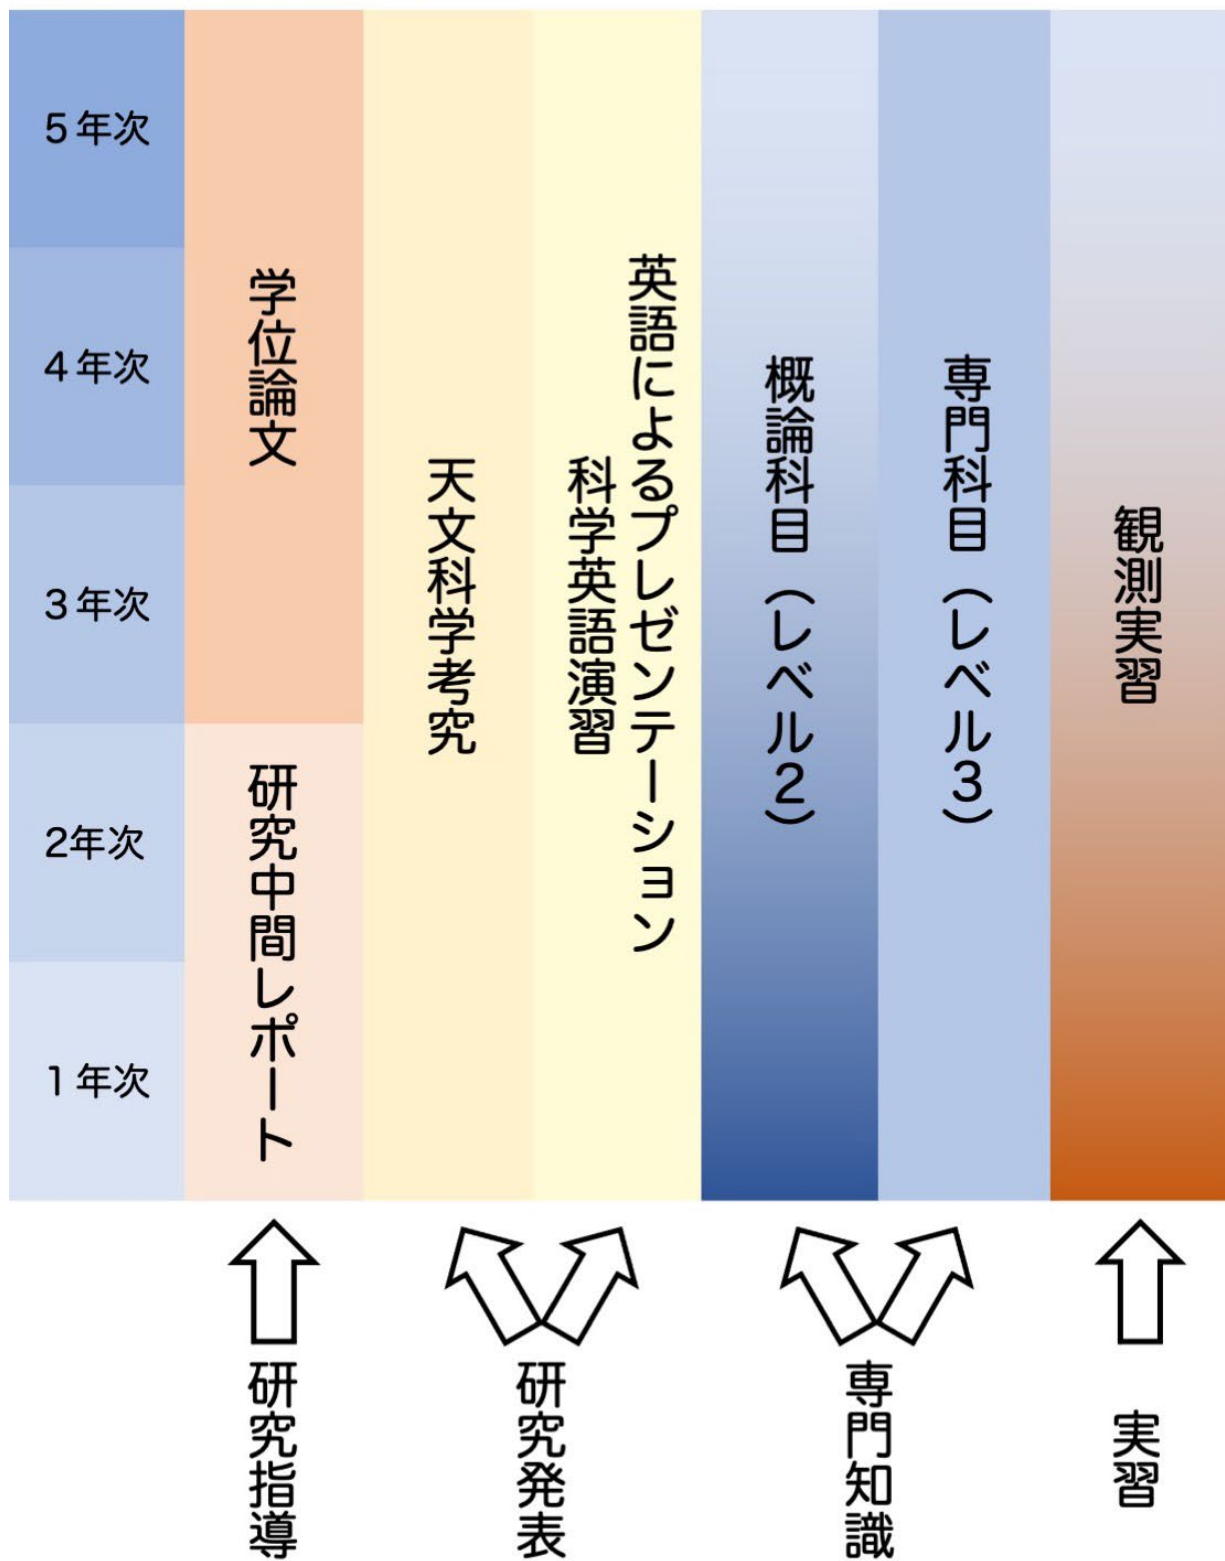 5年次
4年次
3年次
2年次
1年次
学位論文
研究中間レポート
天文科学考究
英語によるプレゼンテーション
科学英語演習
概論科目（レベル2）
専門科目（レベル3）
観測実習
研究指導
研究発表
専門知識
実習